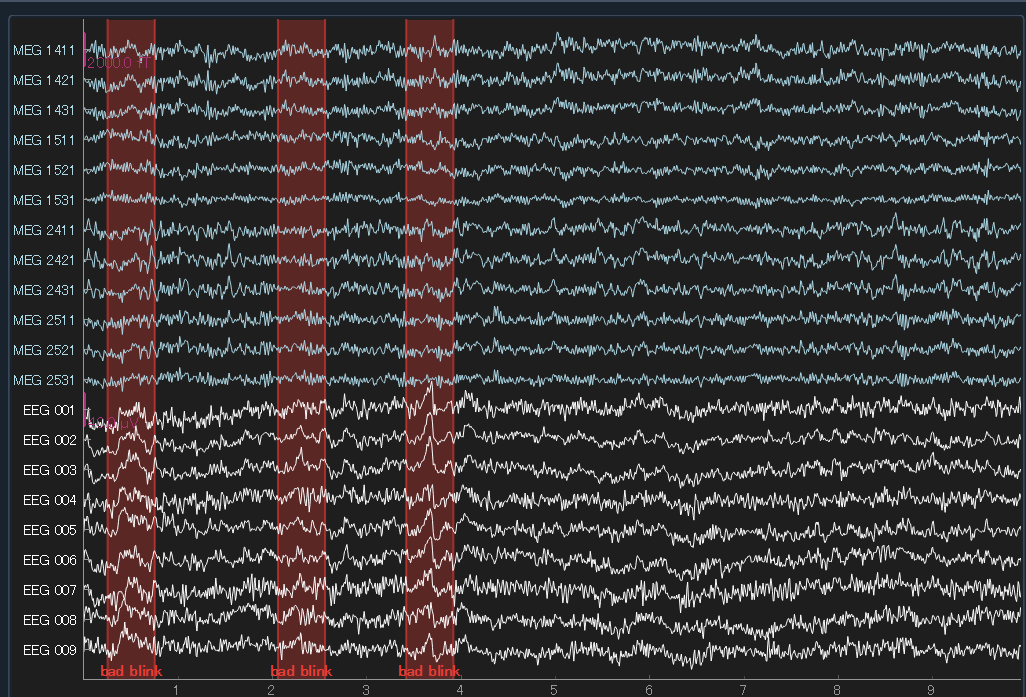 MEG 1411
2000.0 fT
MEG 1421
MEG 1431
MEG 1511
MEG 1521
MEG 1531
MEG 2411
MEG 2421
MEG 2431
MEG 2511
MEG 2521
MEG 2531
EEG 001
EEG 002
EEG 003
EEG 004
EEG 005
EEG 006
EEG 007
EEG 008
EEG 009
bad blink bad blink bad blink
1 2 3 4 5 6 7 8 9